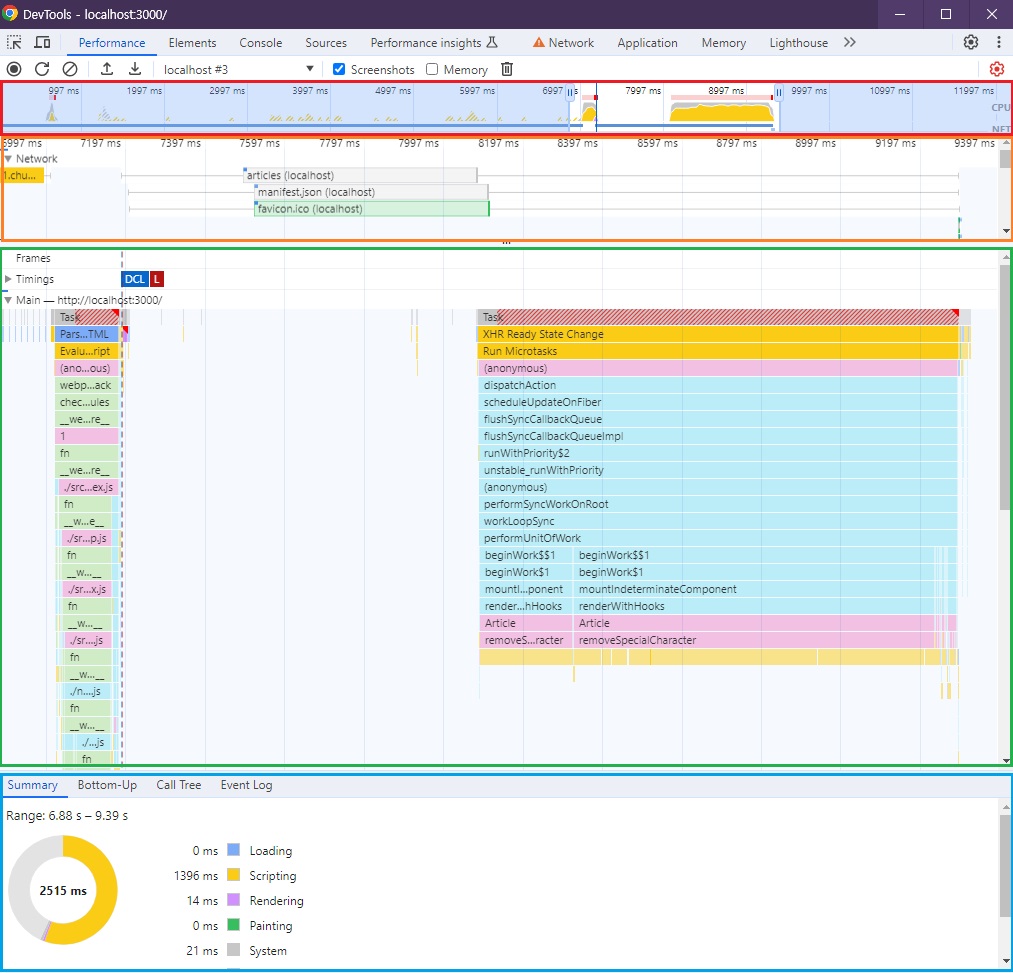 DevTools - localhost:3000/
Performance Elements Console Sources Performance insights Network Application Memory Lighthouse
localhost #3 Screenshots Memory
997 ms 1997 ms 2997 ms 3997 ms 4997 ms 5997 ms 6997 ms 7997 ms 8997 ms 9997 ms 10997 ms 11997 ms
CPU
NET
6997 ms 7197 ms 7397 ms 7597 ms 7797 ms 7997 ms 8197 ms 8397 ms 8597 ms 8797 ms 8997 ms 9197 ms 9397 ms
Network
1.chu... articles (localhost)
manifest.json (localhost)
favicon.ico (localhost)
Frames
Timings DCL L
Main — http://localhost:3000/
Task Task
Pars...TML XHR Ready State Change
Evalu...ript Run Microtasks
(ano...ous) (anonymous)
webp...ack dispatchAction
chec...ules scheduleUpdateOnFiber
__we...re__ flushSyncCallbackQueue
1 flushSyncCallbackQueueImpl
fn runWithPriority$2
__we...re__ unstable_runWithPriority
./src...ex.js (anonymous)
fn performSyncWorkOnRoot
__w...e__ workLoopSync
./sr...p.js performUnitOfWork
fn beginWork$$1 beginWork$$1
__w...__ beginWork$1 beginWork$1
./sr...x.js mounti...ponent mountIndeterminateComponent
fn render...hHooks renderWithHooks
__w...__ Article Article
./sr....js removeS...racter removeSpecialCharacter
fn
__w...__
./n....js
fn
__w...__
./...js
fn
Summary Bottom-Up Call Tree Event Log
Range: 6.88 s – 9.39 s
2515 ms
0 ms Loading
1396 ms Scripting
14 ms Rendering
0 ms Painting
21 ms System